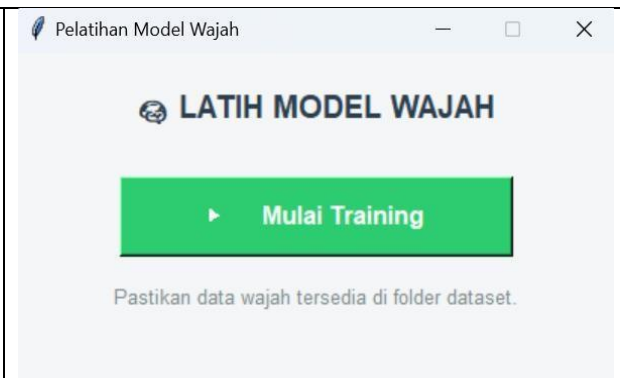 Pelatihan Model Wajah
LATIH MODEL WAJAH
Mulai Training
Pastikan data wajah tersedia di folder dataset.